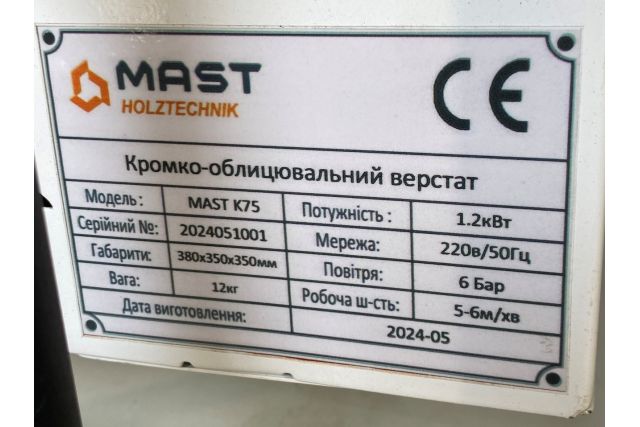 MAST
HOLZTECHNIK
CE
Кромко-облицювальний верстат
Модель: MAST K75 Потужність: 1.2кВт
Серійний №: 2024051001 Мережа: 220в/50Гц
Габарити: 380х350х350мм Повітря: 6 Бар
Вага: 12кг Робоча ш-сть: 5-6м/хв
Дата виготовлення: 2024-05